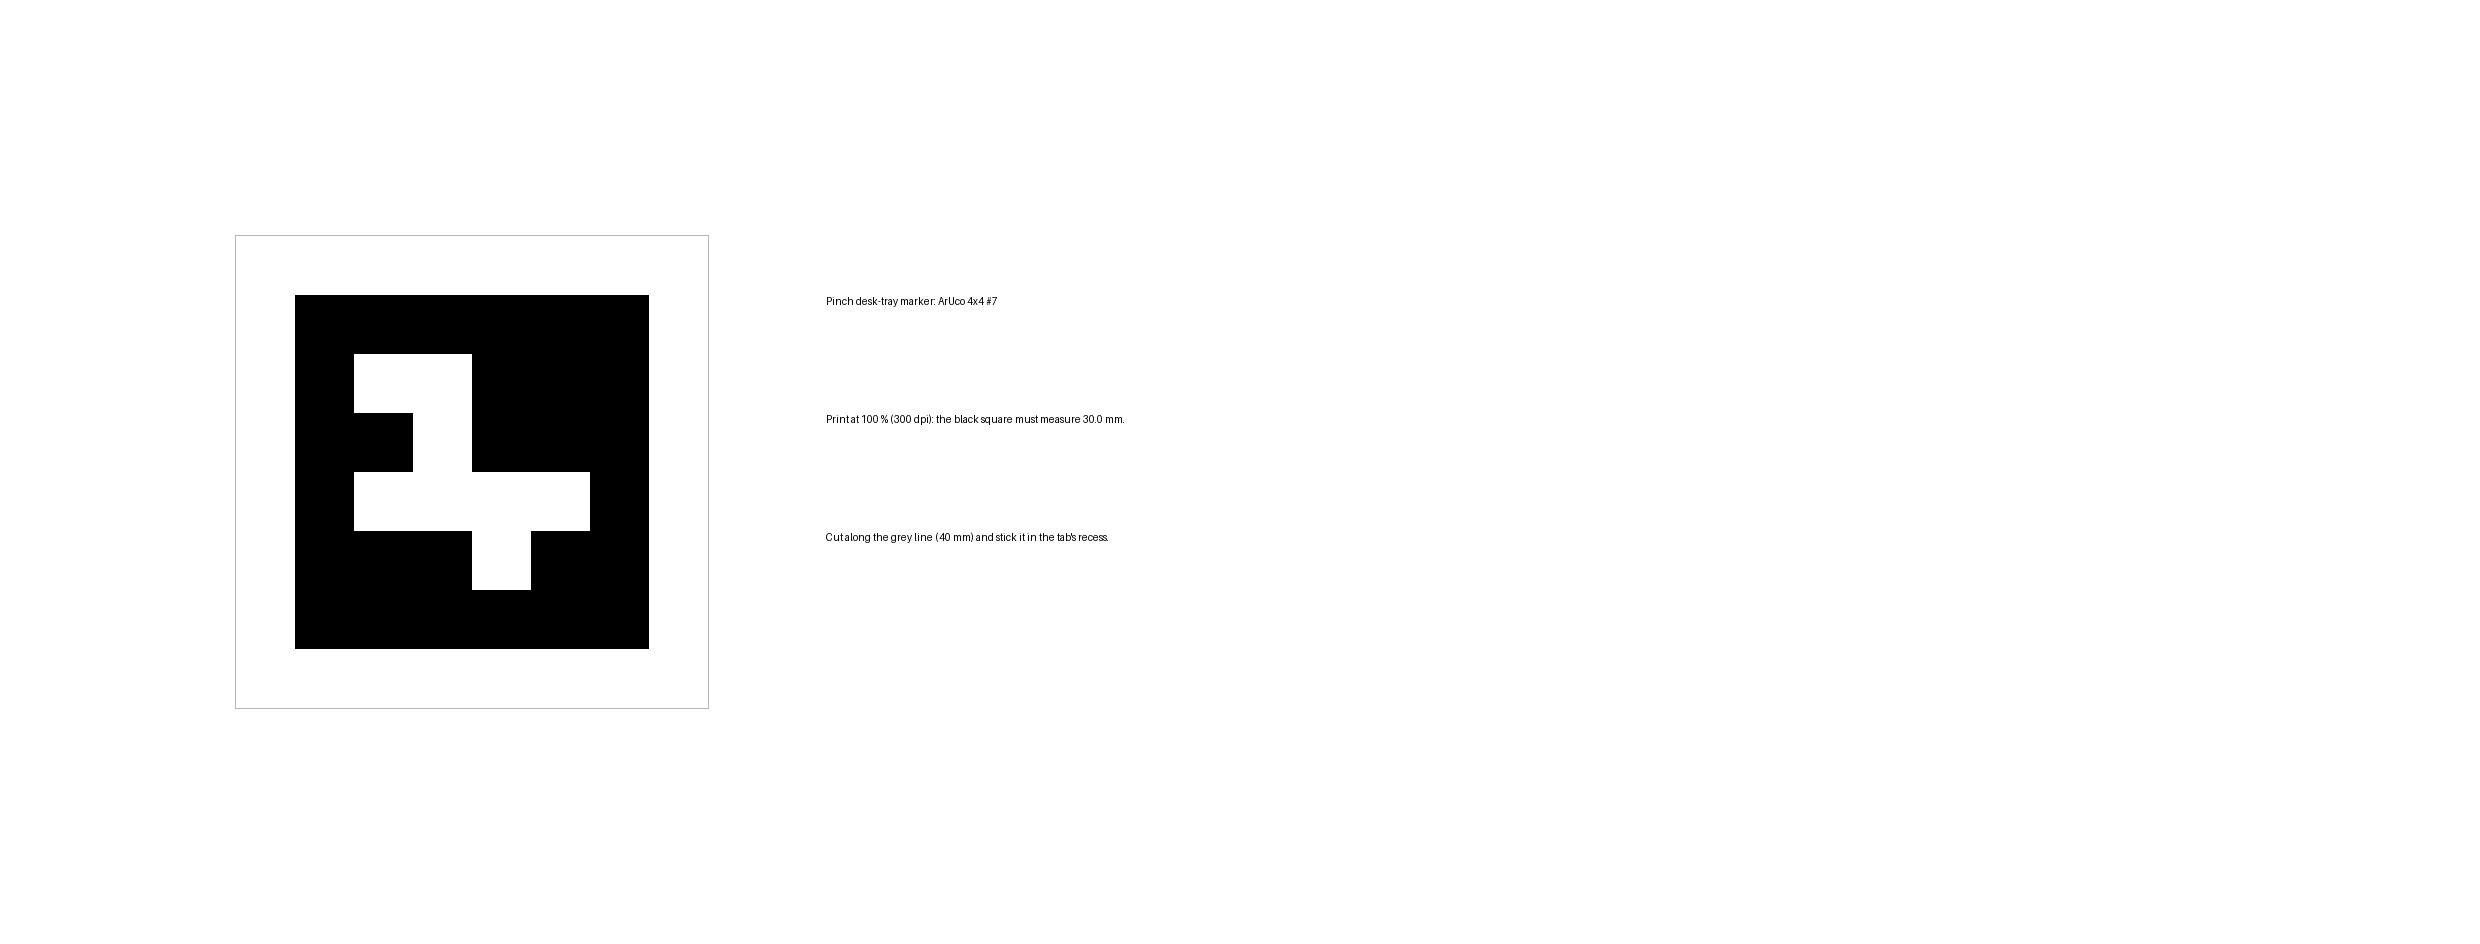 Pinch desk-tray marker: ArUco 4x4 #7
Print at 100 % (300 dpi): the black square must measure 30.0 mm.
Cut along the grey line (40 mm) and stick it in the tab's recess.